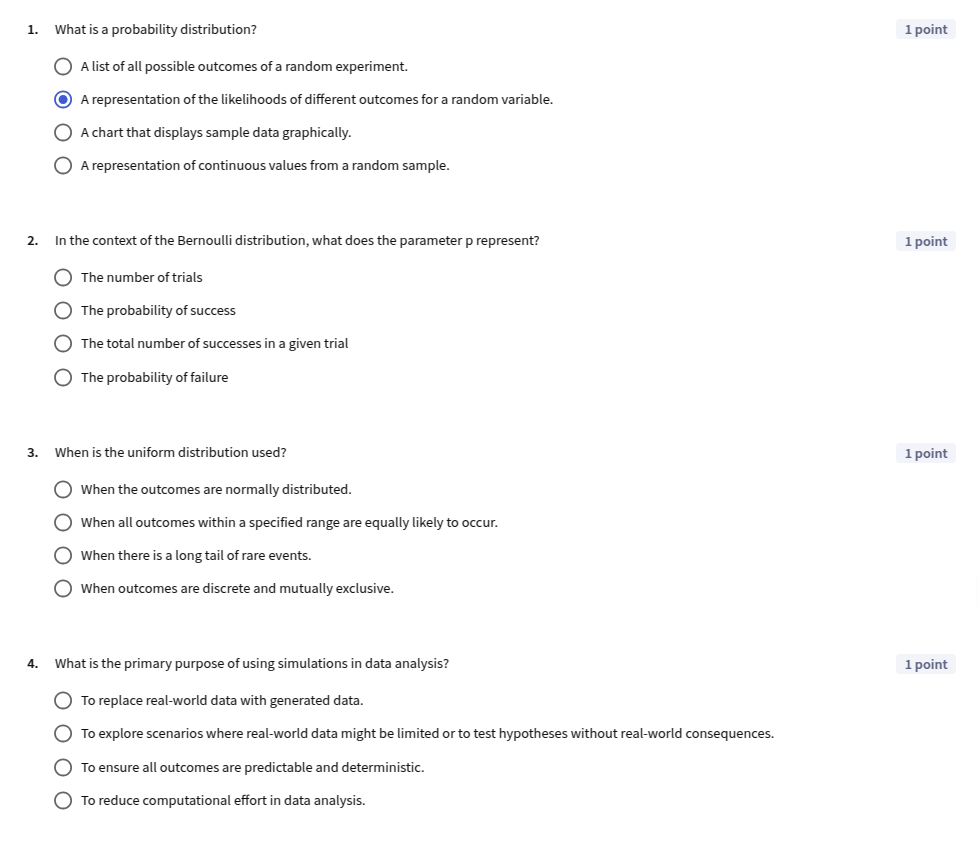 1. What is a probability distribution? 1 point
A list of all possible outcomes of a random experiment.
A representation of the likelihoods of different outcomes for a random variable.
A chart that displays sample data graphically.
A representation of continuous values from a random sample.
2. In the context of the Bernoulli distribution, what does the parameter p represent? 1 point
The number of trials
The probability of success
The total number of successes in a given trial
The probability of failure
3. When is the uniform distribution used? 1 point
When the outcomes are normally distributed.
When all outcomes within a specified range are equally likely to occur.
When there is a long tail of rare events.
When outcomes are discrete and mutually exclusive.
4. What is the primary purpose of using simulations in data analysis? 1 point
To replace real-world data with generated data.
To explore scenarios where real-world data might be limited or to test hypotheses without real-world consequences.
To ensure all outcomes are predictable and deterministic.
To reduce computational effort in data analysis.